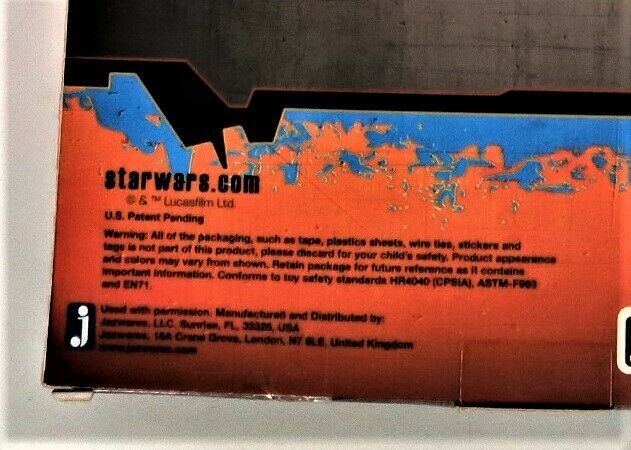 starwars.com
© & ™ Lucasfilm Ltd.
U.S. Patent Pending
Warning: All of the packaging, such as tape, plastics sheets, wire ties, stickers and
tags is not part of this product, please discard for your child's safety. Product appearance
and colors may vary from shown. Retain package for future reference as it contains
important information. Conforms to toy safety standards HR4040 (CPSIA), ASTM-F963
and EN71.
j
Used with permission. Manufactured and Distributed by:
Jazwares, LLC. Sunrise, FL, 33325, USA
Jazwares, 18A Crane Grove, London, N7 8LE, United Kingdom
www.jazwares.com